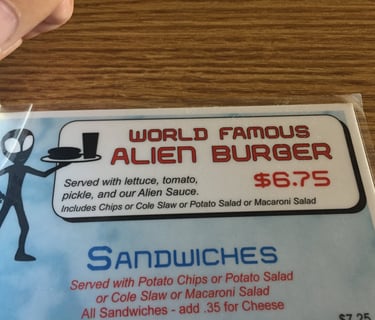 WORLD FAMOUS
ALIEN BURGER
Served with lettuce, tomato,
pickle, and our Alien Sauce.
$6.75
Includes Chips or Cole Slaw or Potato Salad or Macaroni Salad
SANDWICHES
Served with Potato Chips or Potato Salad
or Cole Slaw or Macaroni Salad
All Sandwiches - add .35 for Cheese
$7.25